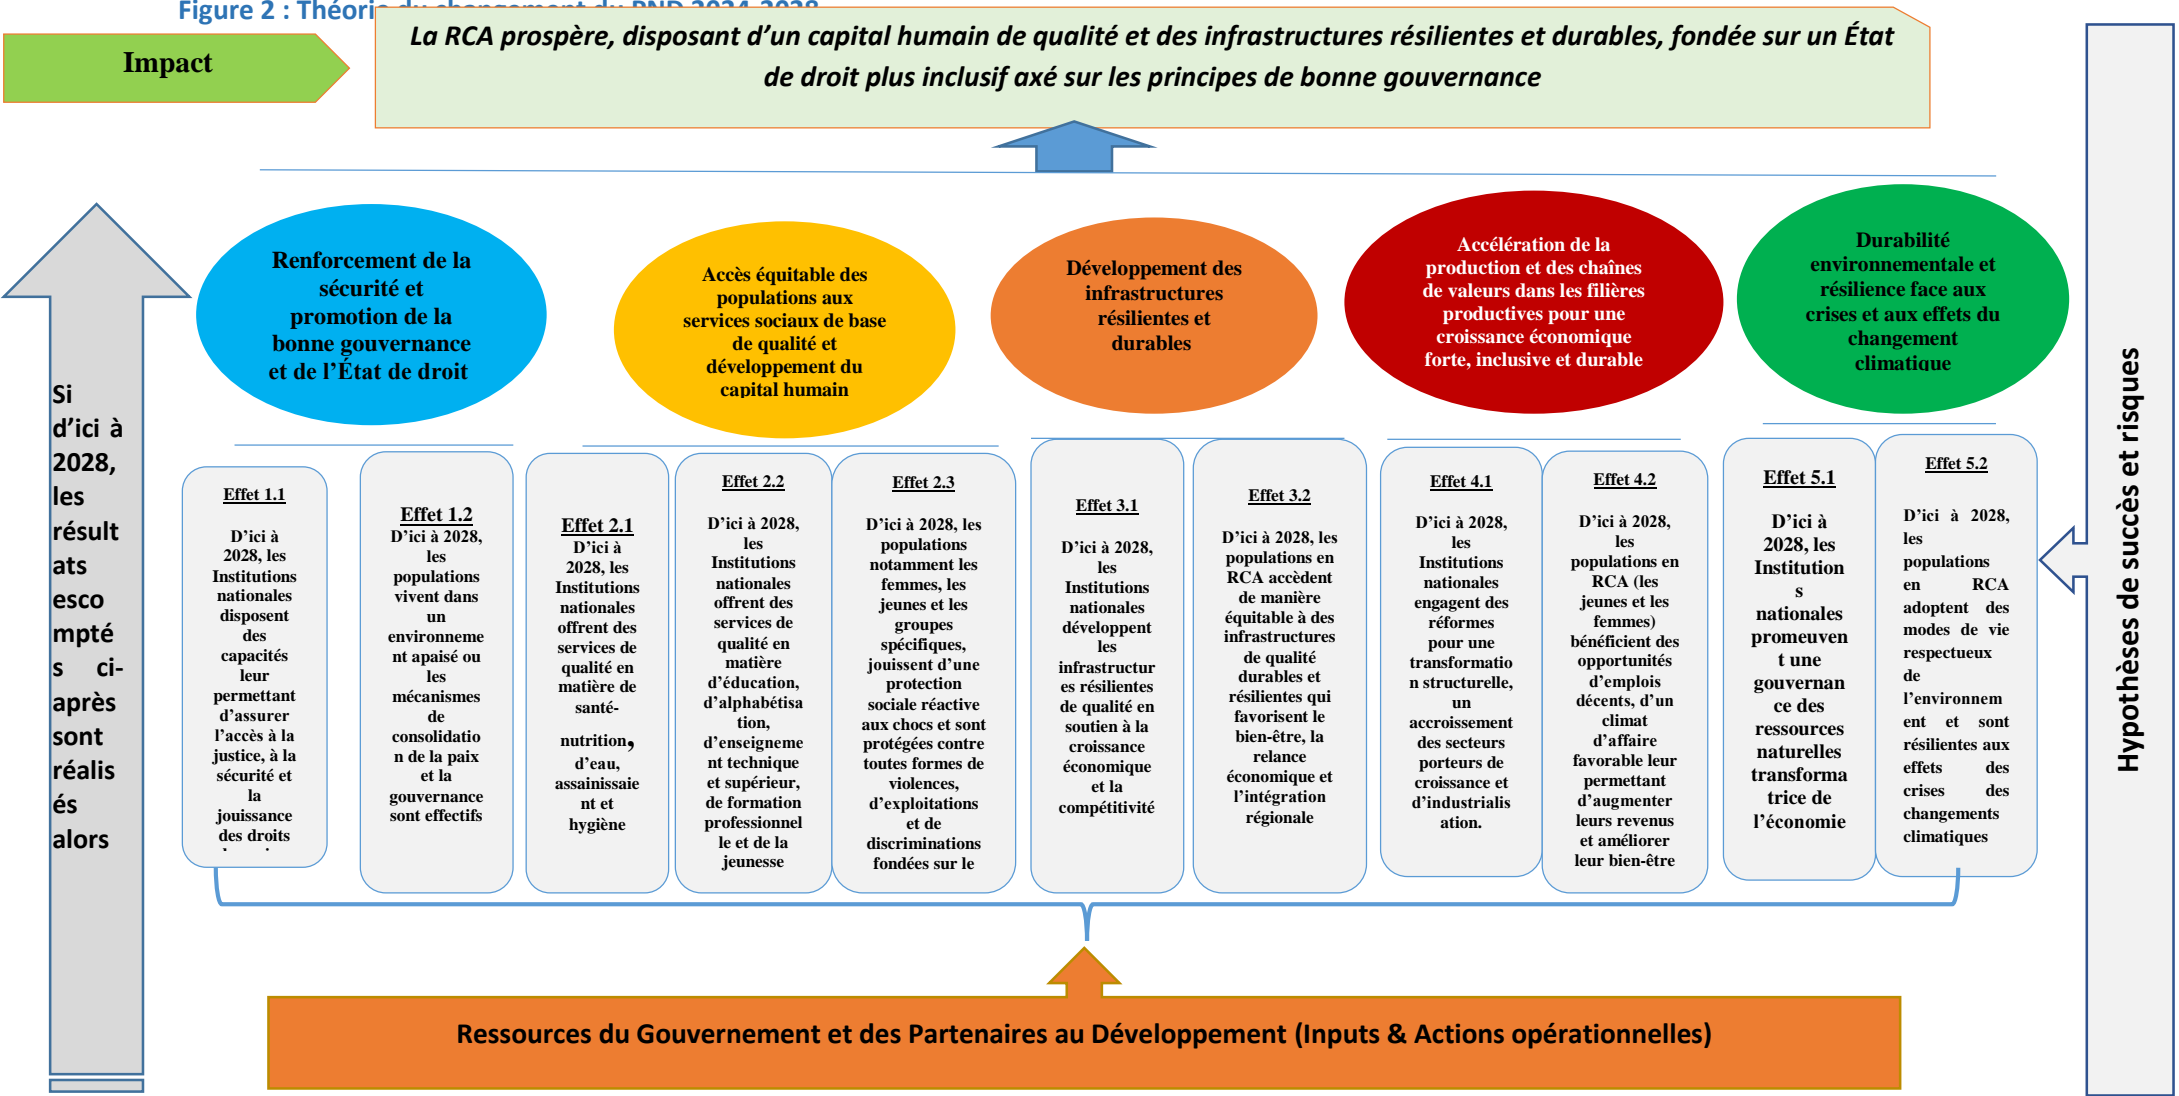 Figure 2 : Théorie du changement du PND 2024-2028
Impact
La RCA prospère, disposant d’un capital humain de qualité et des infrastructures résilientes et durables, fondée sur un État
de droit plus inclusif axé sur les principes de bonne gouvernance
Si
d’ici à
2028,
les
résult
ats
esco
mpté
s ci-
après
sont
réalis
és
alors
Renforcement de la
sécurité et
promotion de la
bonne gouvernance
et de l’État de droit
Accès équitable des
populations aux
services sociaux de base
de qualité et
développement du
capital humain
Développement des
infrastructures
résilientes et
durables
Accélération de la
production et des chaînes
de valeurs dans les filières
productives pour une
croissance économique
forte, inclusive et durable
Durabilité
environnementale et
résilience face aux
crises et aux effets du
changement
climatique
Effet 1.1
D’ici à
2028, les
Institutions
nationales
disposent
des
capacités
leur
permettant
d’assurer
l’accès à la
justice, à la
sécurité et
la
jouissance
des droits
Effet 1.2
D’ici à 2028,
les
populations
vivent dans
un
environneme
nt apaisé ou
les
mécanismes
de
consolidatio
n de la paix
et la
gouvernance
sont effectifs
Effet 2.1
D’ici à
2028, les
Institutions
nationales
offrent des
services de
qualité en
matière de
santé-
nutrition,
d’eau,
assainissaie
nt et
hygiène
Effet 2.2
D’ici à 2028,
les
Institutions
nationales
offrent des
services de
qualité en
matière
d’éducation,
d’alphabétisa
tion,
d’enseigneme
nt technique
et supérieur,
de formation
professionnel
le et de la
jeunesse
Effet 2.3
D’ici à 2028, les
populations
notamment les
femmes, les
jeunes et les
groupes
spécifiques,
jouissent d’une
protection
sociale réactive
aux chocs et sont
protégées contre
toutes formes de
violences,
d’exploitations
et de
discriminations
fondées sur le
Effet 3.1
D’ici à 2028,
les
Institutions
nationales
développent
les
infrastructur
es résilientes
de qualité en
soutien à la
croissance
économique
et la
compétitivité
Effet 3.2
D’ici à 2028, les
populations en
RCA accèdent
de manière
équitable à des
infrastructures
de qualité
durables et
résilientes qui
favorisent le
bien-être, la
relance
économique et
l’intégration
régionale
Effet 4.1
D’ici à 2028,
les
Institutions
nationales
engagent des
réformes
pour une
transformatio
n structurelle,
un
accroissement
des secteurs
porteurs de
croissance et
d’industrialis
ation.
Effet 4.2
D’ici à 2028,
les
populations en
RCA (les
jeunes et les
femmes)
bénéficient des
opportunités
d’emplois
décents, d’un
climat
d’affaire
favorable leur
permettant
d’augmenter
leurs revenus
et améliorer
leur bien-être
Effet 5.1
D’ici à
2028, les
Institution
s
nationales
promeuven
t une
gouvernan
ce des
ressources
naturelles
transforma
trice de
l’économie
Effet 5.2
D’ici à 2028,
les
populations
en RCA
adoptent des
modes de vie
respectueux
de
l’environnem
ent et sont
résilientes aux
effets des
crises des
changements
climatiques
Hypothèses de succès et risques
Ressources du Gouvernement et des Partenaires au Développement (Inputs & Actions opérationnelles)